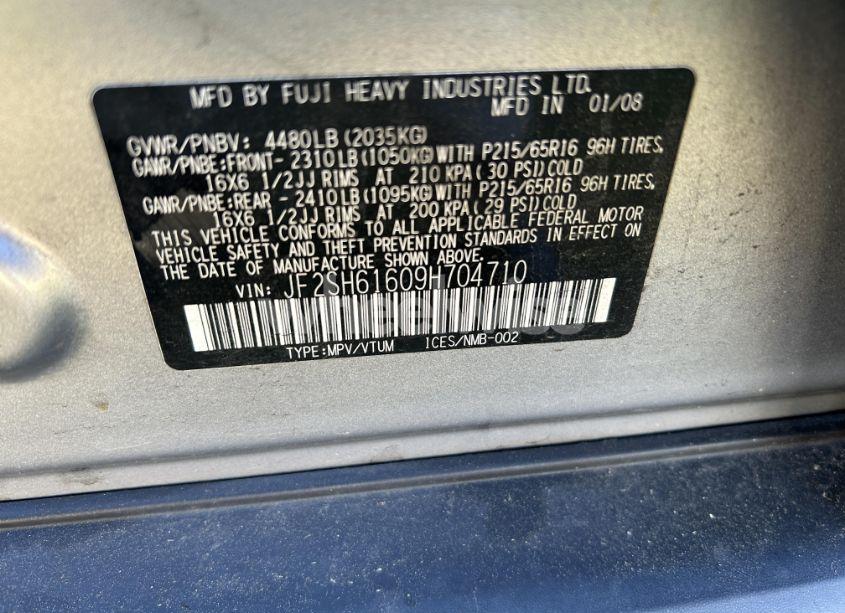 MFD BY FUJI HEAVY INDUSTRIES LTD.
MFD IN 01/08
GVWR/PNBV: 4480LB(2035KG)
GAWR/PNBE:FRONT- 2310LB(1050KG)WITH P215/65R16 96H TIRES,
16X6 1/2JJ RIMS AT 210 KPA( 30 PSI)COLD
GAWR/PNBE:REAR - 2410LB(1095KG)WITH P215/65R16 96H TIRES,
16X6 1/2JJ RIMS AT 200 KPA( 29 PSI)COLD
THIS VEHICLE CONFORMS TO ALL APPLICABLE FEDERAL MOTOR
VEHICLE SAFETY AND THEFT PREVENTION STANDARDS IN EFFECT ON
THE DATE OF MANUFACTURE SHOWN ABOVE.
VIN: JF2SH61609H704710
TYPE:MPV/VTUM ICES/NMB-002